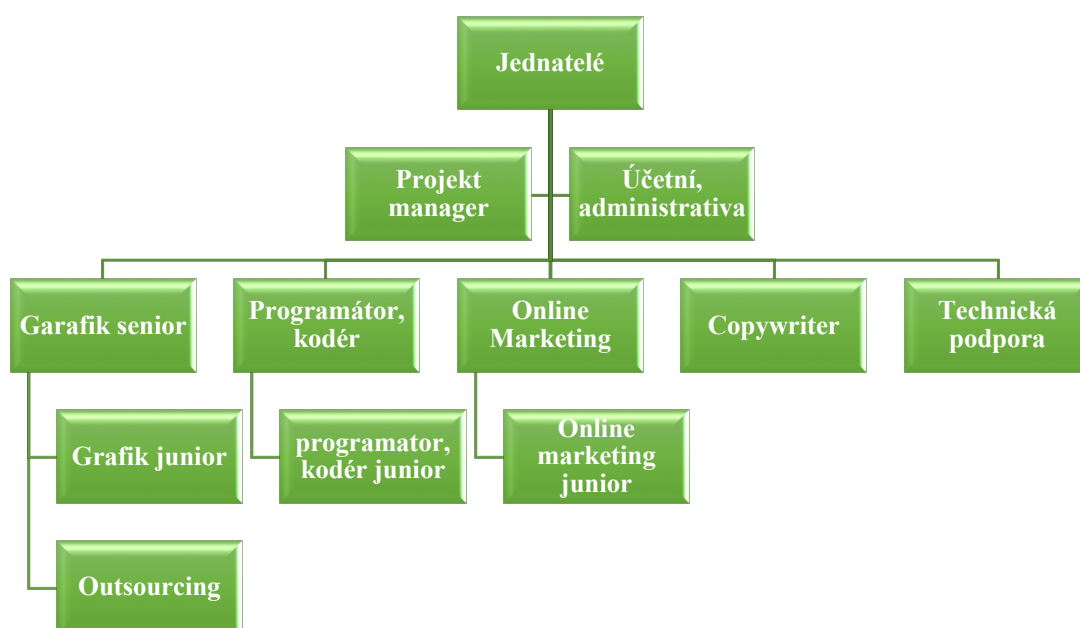 Jednatelé
Projekt
manager
Účetní,
administrativa
Garafik senior
Programátor,
kodér
Online
Marketing
Copywriter
Technická
podpora
Grafik junior
programator,
kodér junior
Online
marketing
junior
Outsourcing